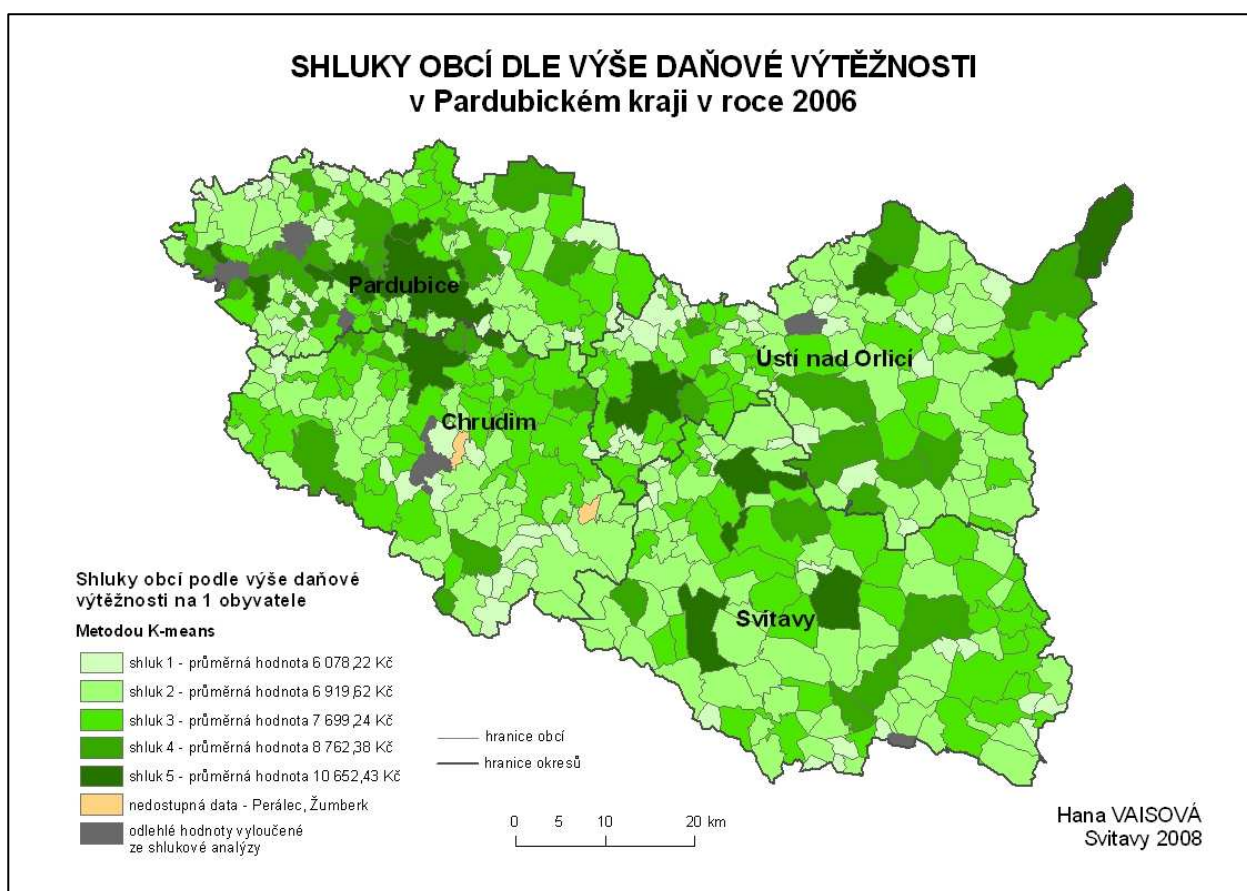 SHLUKY OBCÍ DLE VÝŠE DAŇOVÉ VÝTĚŽNOSTI
v Pardubickém kraji v roce 2006
Pardubice
Ústí nad Orlicí
Chrudim
Svitavy
Shluky obcí podle výše daňové
výtěžnosti na 1 obyvatele
Metodou K-means
shluk 1 - průměrná hodnota 6 078,22 Kč
shluk 2 - průměrná hodnota 6 919,62 Kč
shluk 3 - průměrná hodnota 7 699,24 Kč
shluk 4 - průměrná hodnota 8 762,38 Kč
shluk 5 - průměrná hodnota 10 652,43 Kč
nedostupná data - Perálec, Žumberk
odlehlé hodnoty vyloučené
ze shlukové analýzy
hranice obcí
hranice okresů
0 5 10 20 km
Hana VAISOVÁ
Svitavy 2008